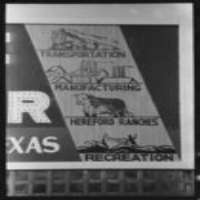 TRANSPORTATION
MANUFACTURING
HEREFORD RANCHES
RECREATION
R
EXAS